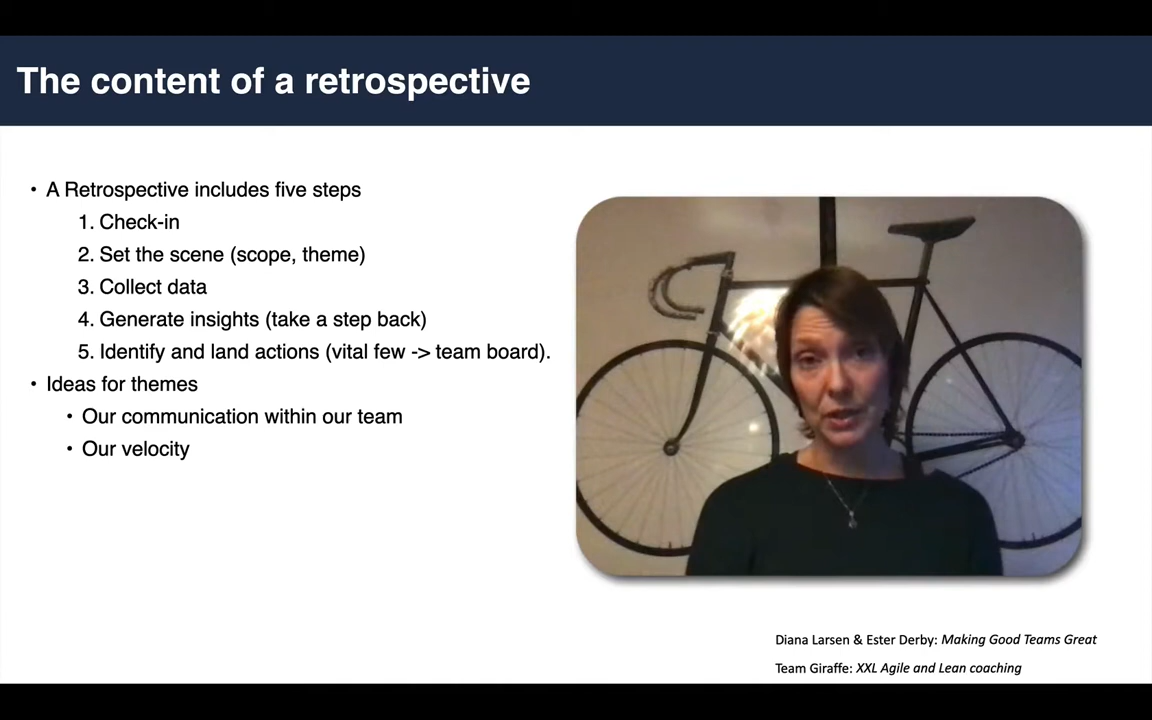 The content of a retrospective
• A Retrospective includes five steps
1. Check-in
2. Set the scene (scope, theme)
3. Collect data
4. Generate insights (take a step back)
5. Identify and land actions (vital few -> team board).
• Ideas for themes
• Our communication within our team
• Our velocity
Diana Larsen & Ester Derby: Making Good Teams Great
Team Giraffe: XXL Agile and Lean coaching